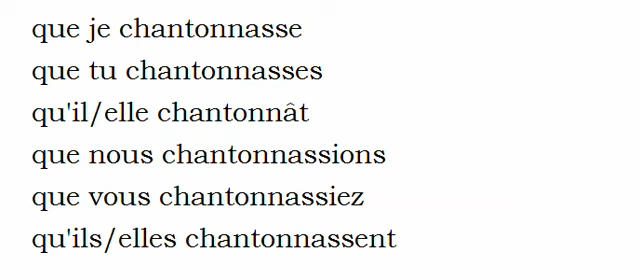 que je chantonnasse
que tu chantonnasses
qu'il/elle chantonnât
que nous chantonnassions
que vous chantonnassiez
qu'ils/elles chantonnassent